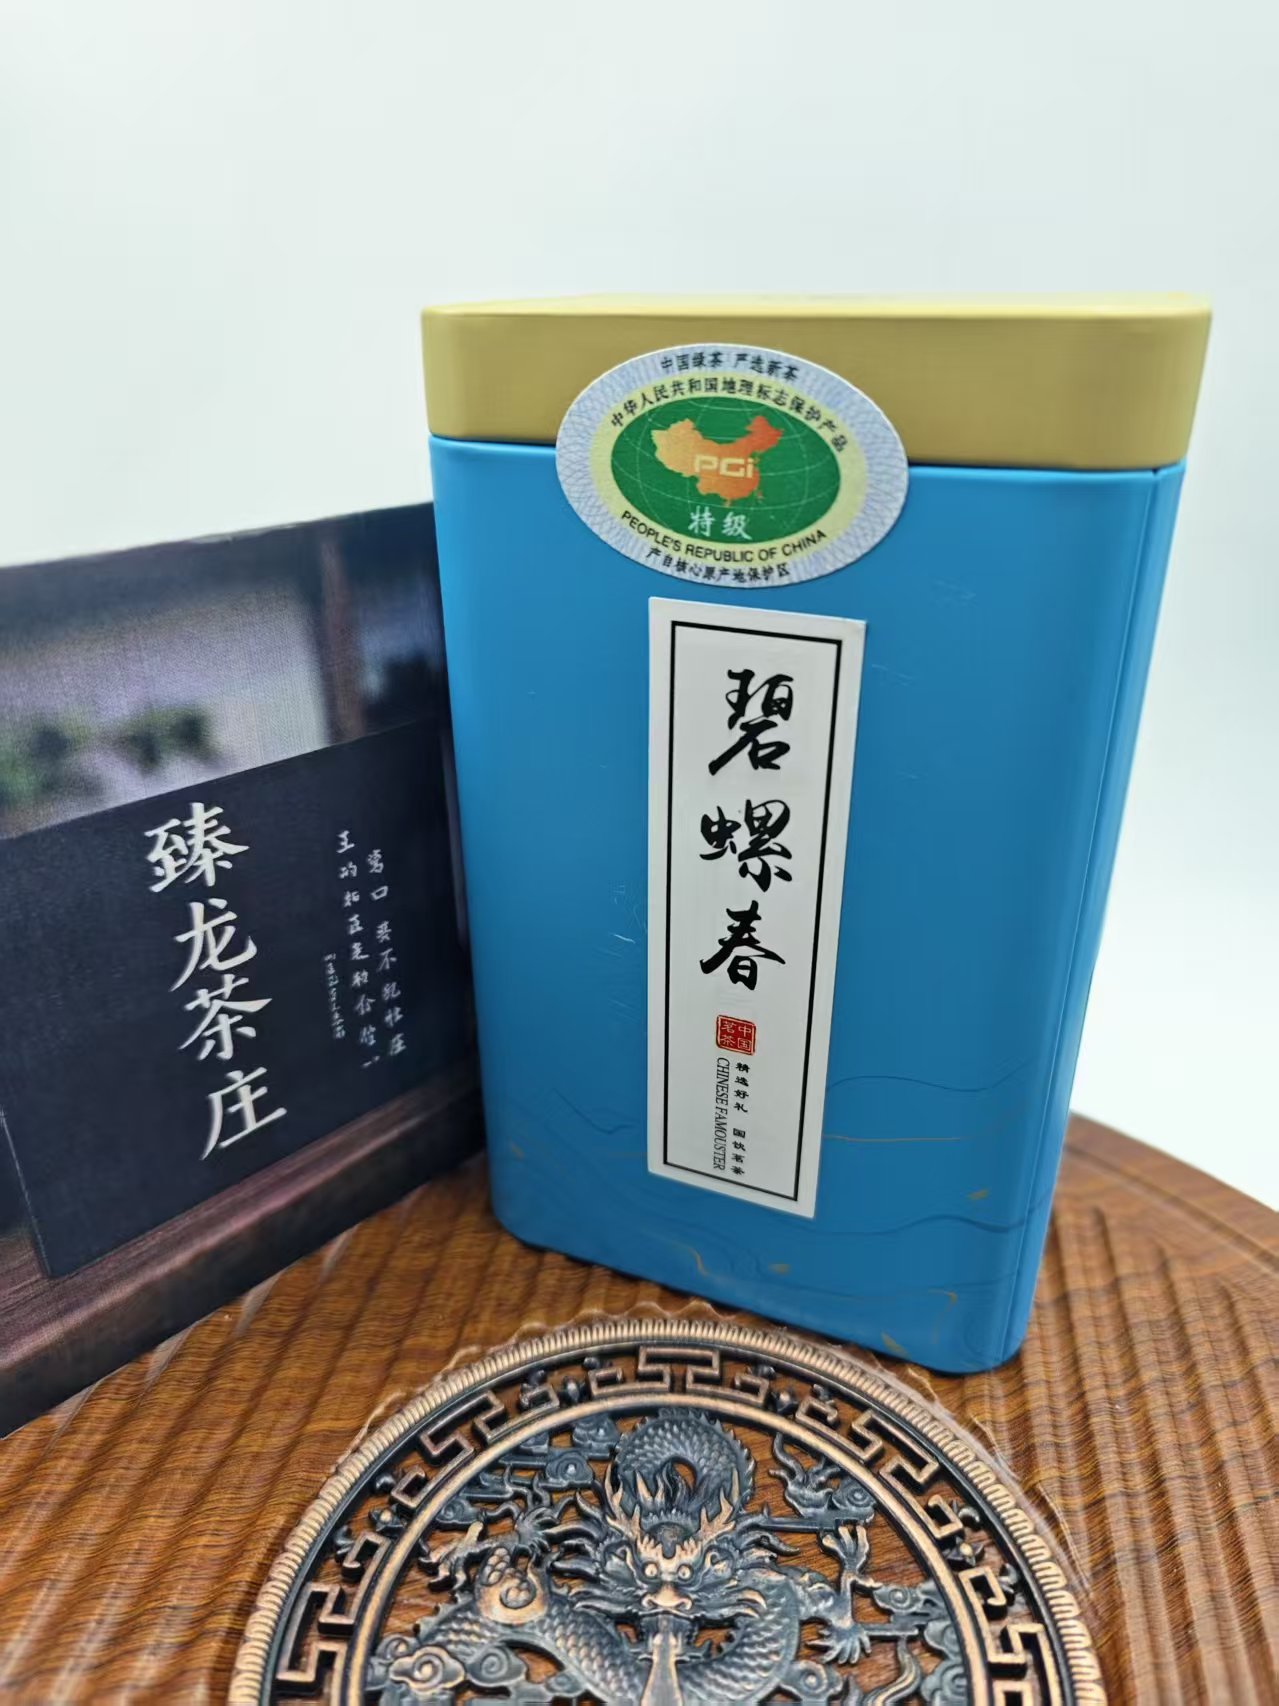 中国绿茶 严选新茶
中华人民共和国地理标志保护产品
PGi
特级
PEOPLE'S REPUBLIC OF CHINA
产自核心原产地保护区
碧螺春
中国
茗茶
精选好礼 国饮茗茶
CHINESE FAMOUSTER
臻龙茶庄